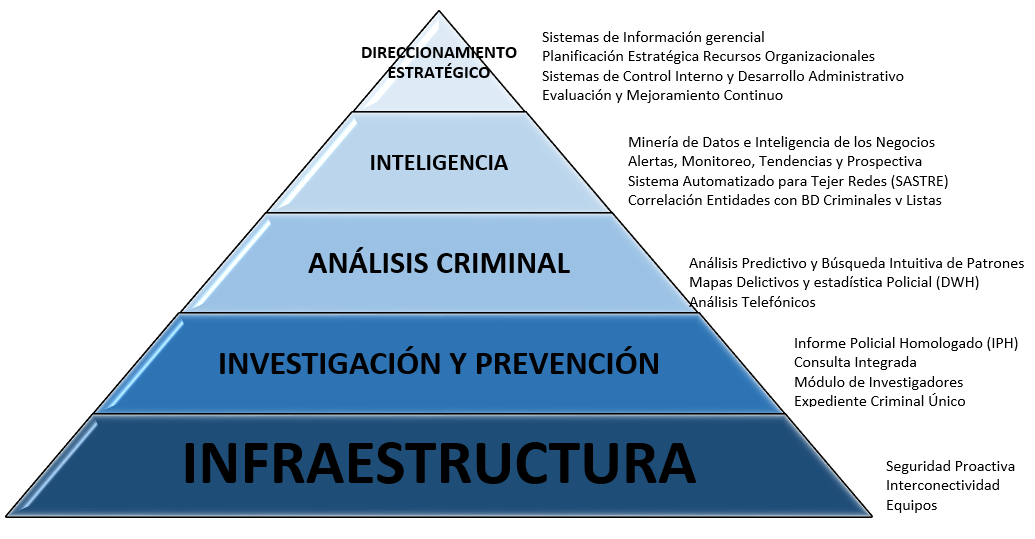 DIRECCIONAMIENTO
ESTRATÉGICO
Sistemas de Información gerencial
Planificación Estratégica Recursos Organizacionales
Sistemas de Control Interno y Desarrollo Administrativo
Evaluación y Mejoramiento Continuo
INTELIGENCIA
Minería de Datos e Inteligencia de los Negocios
Alertas, Monitoreo, Tendencias y Prospectiva
Sistema Automatizado para Tejer Redes (SASTRE)
Correlación Entidades con BD Criminales y Listas
ANÁLISIS CRIMINAL
Análisis Predictivo y Búsqueda Intuitiva de Patrones
Mapas Delictivos y estadística Policial (DWH)
Análisis Telefónicos
INVESTIGACIÓN Y PREVENCIÓN
Informe Policial Homologado (IPH)
Consulta Integrada
Módulo de Investigadores
Expediente Criminal Único
INFRAESTRUCTURA
Seguridad Proactiva
Interconectividad
Equipos